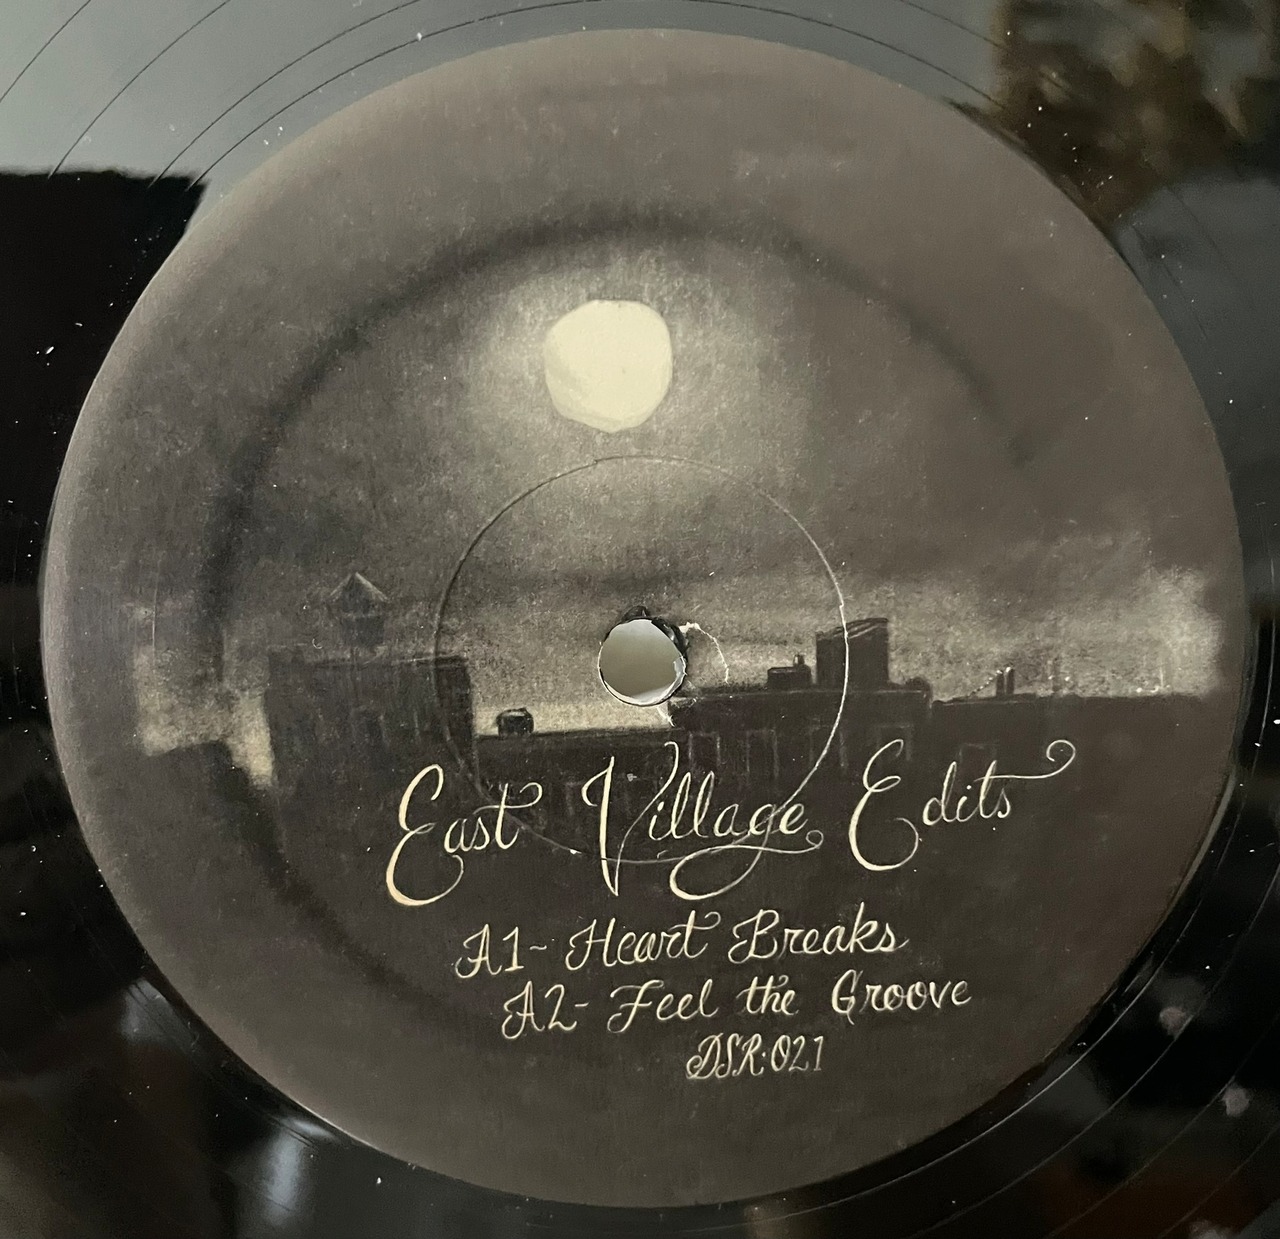 East Village Edits
A1- Heart Breaks
A2- Feel the Groove
DSR·021